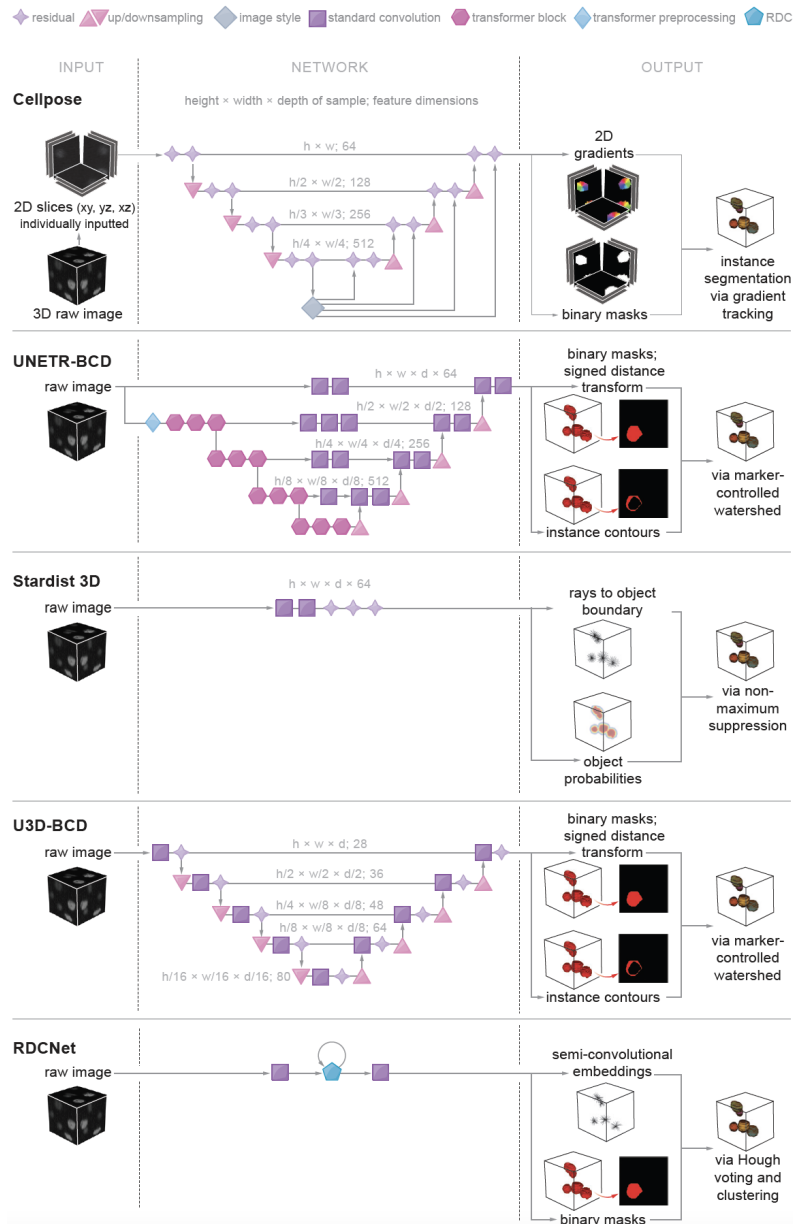 residual up/downsampling image style standard convolution transformer block transformer preprocessing RDC
INPUT NETWORK OUTPUT
Cellpose
height × width × depth of sample; feature dimensions
h × w; 64
2D
gradients
h/2 × w/2; 128
2D slices (xy, yz, xz)
individually inputted
h/3 × w/3; 256
h/4 × w/4; 512
instance
segmentation
via gradient
tracking
3D raw image
binary masks
UNETR-BCD
raw image
h × w × d × 64
binary masks;
signed distance
transform
h/2 × w/2 × d/2; 128
h/4 × w/4 × d/4; 256
h/8 × w/8 × d/8; 512
via marker-
controlled
watershed
instance contours
Stardist 3D
raw image
h × w × d × 64
rays to object
boundary
via non-
maximum
suppression
object
probabilities
U3D-BCD
raw image
h × w × d; 28
binary masks;
signed distance
transform
h/2 × w/2 × d/2; 36
h/4 × w/8 × d/8; 48
h/8 × w/8 × d/8; 64
h/16 × w/16 × d/16; 80
via marker-
controlled
watershed
instance contours
RDCNet
raw image
semi-convolutional
embeddings
via Hough
voting and
clustering
binary masks